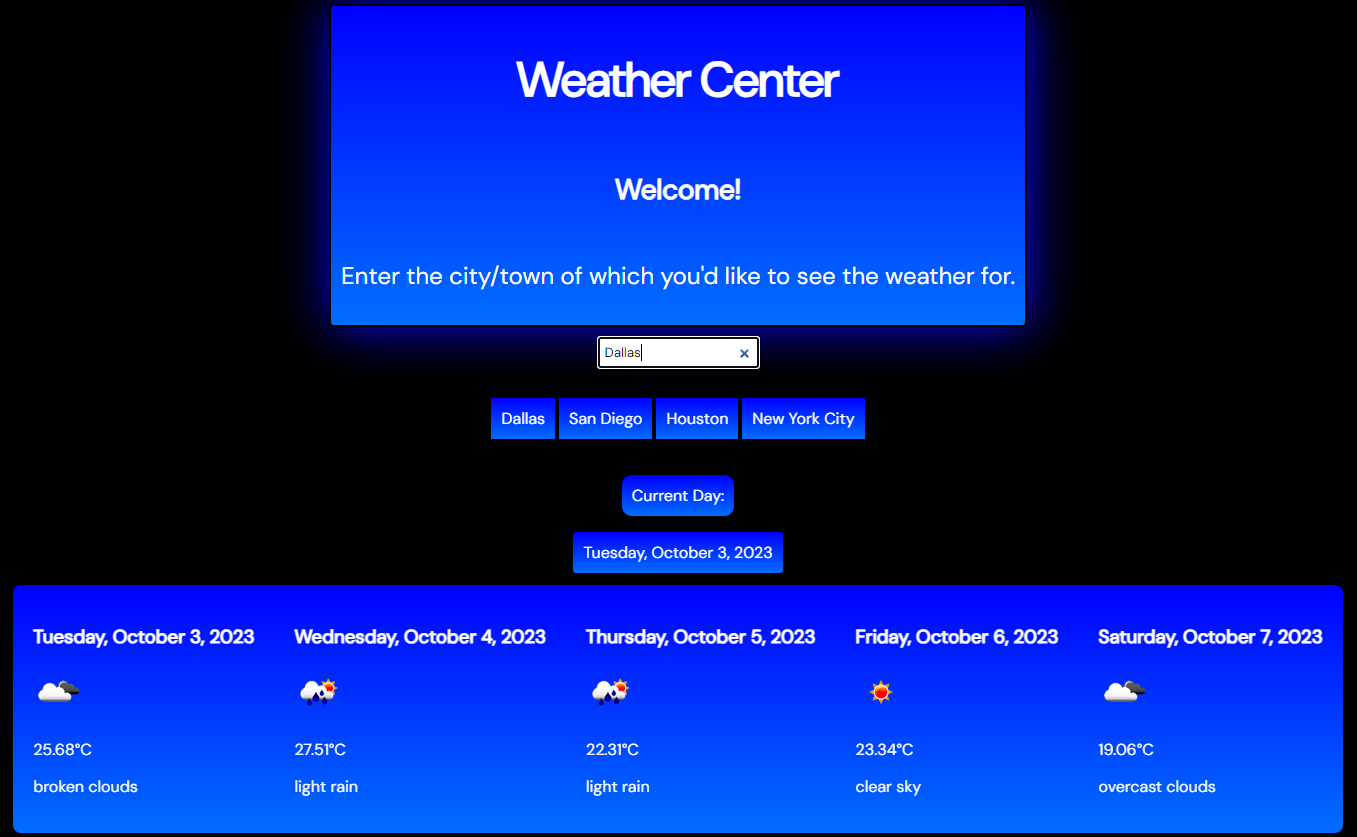 Weather Center
Welcome!
Enter the city/town of which you'd like to see the weather for.
Dallas
Dallas San Diego Houston New York City
Current Day:
Tuesday, October 3, 2023
Tuesday, October 3, 2023 Wednesday, October 4, 2023 Thursday, October 5, 2023 Friday, October 6, 2023 Saturday, October 7, 2023
25.68°C 27.51°C 22.31°C 23.34°C 19.06°C
broken clouds light rain light rain clear sky overcast clouds